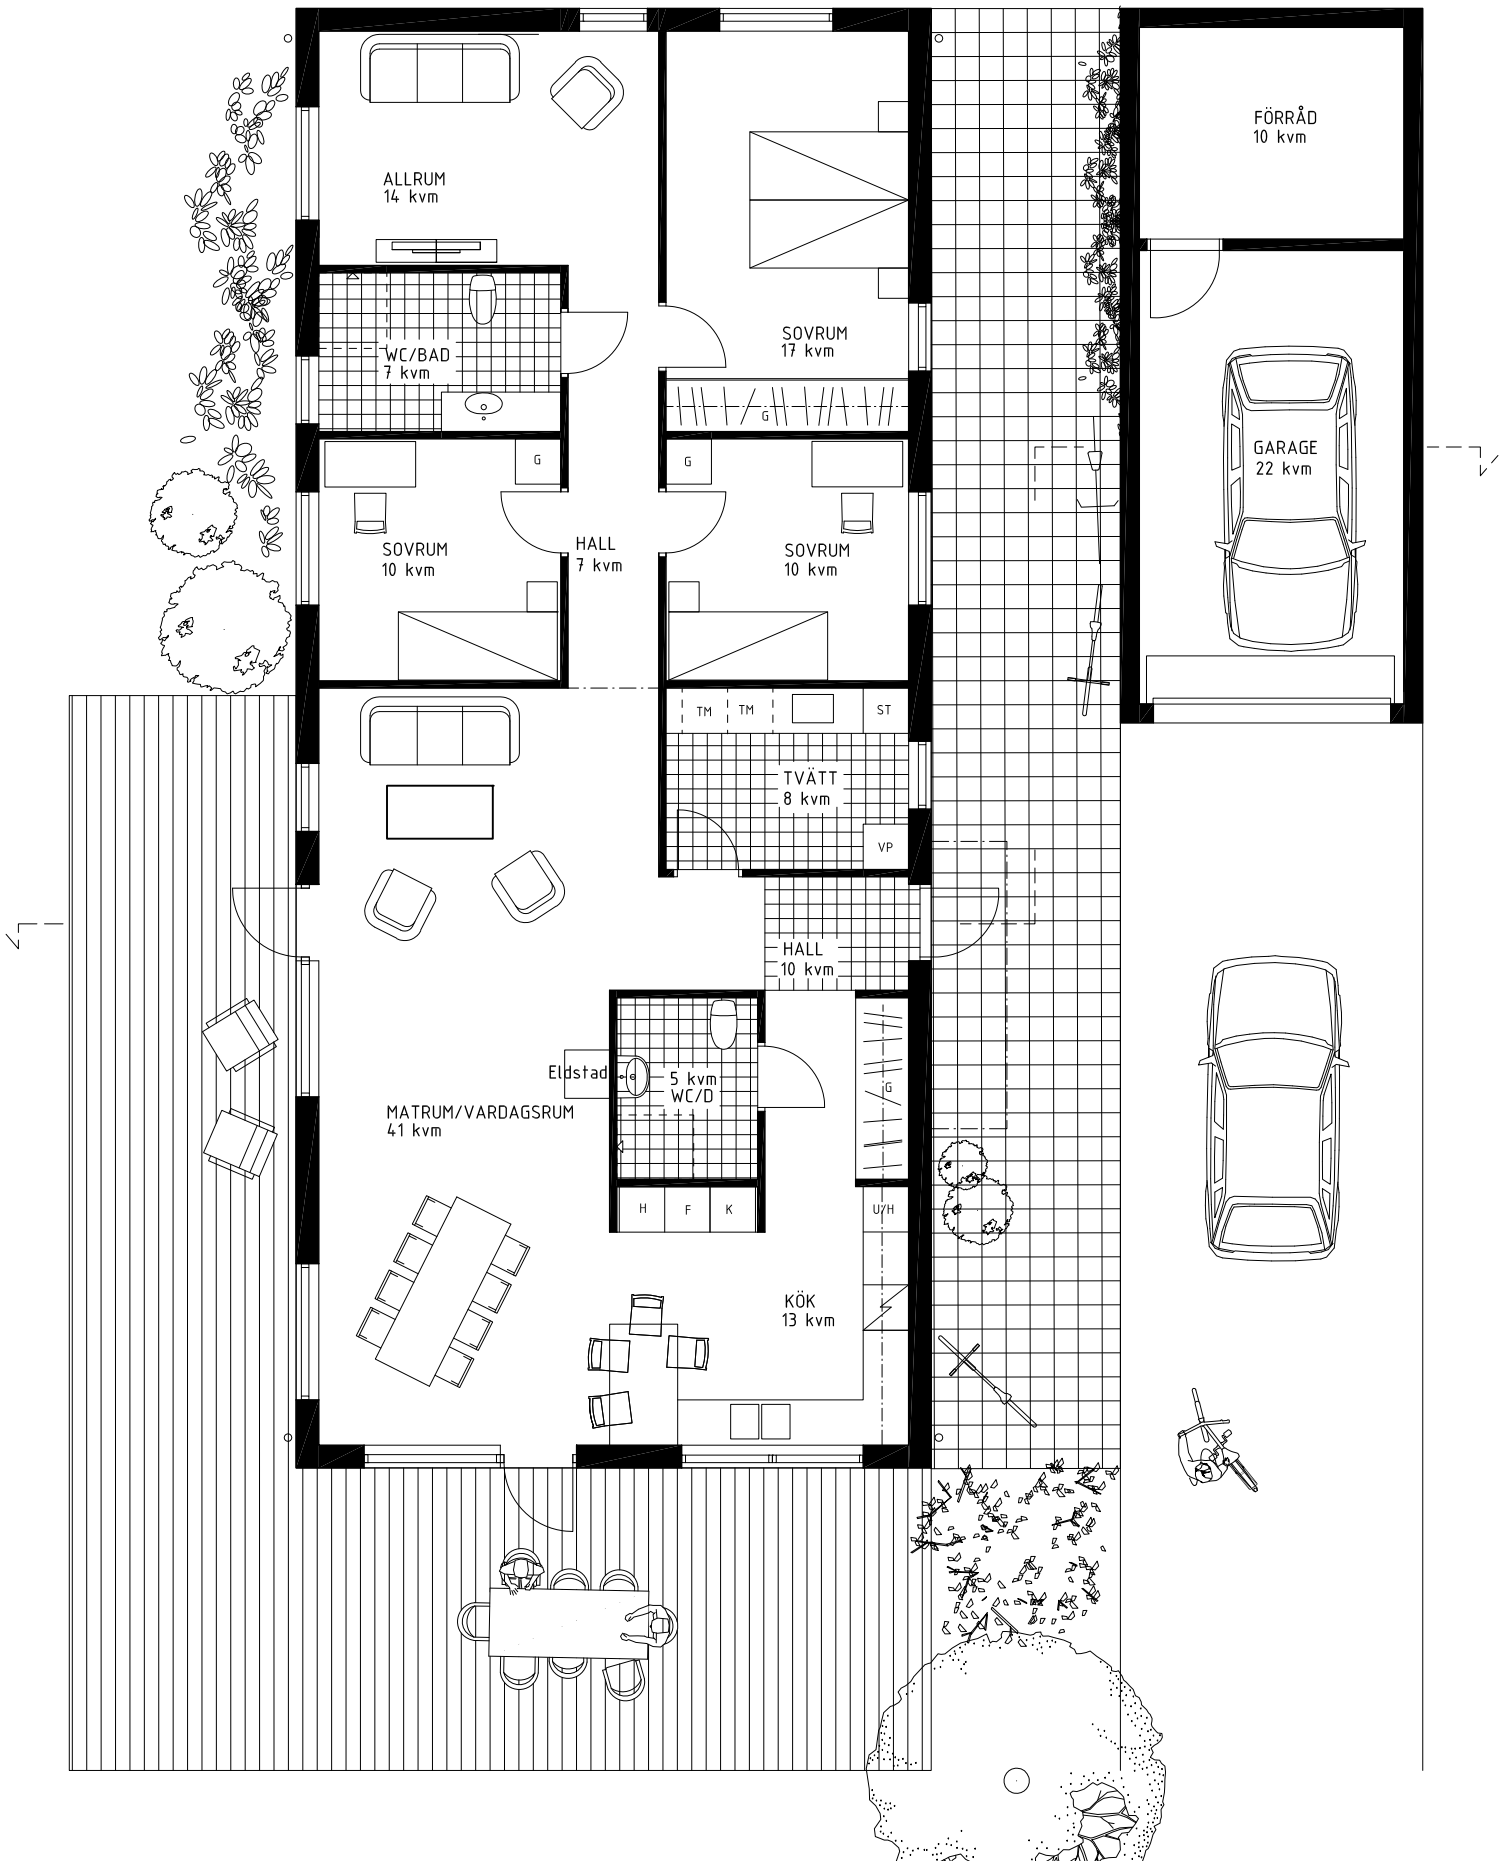 FÖRRÅD
10 kvm
ALLRUM
14 kvm
SOVRUM
17 kvm
WC/BAD
7 kvm
G
GARAGE
22 kvm
G
G
SOVRUM
10 kvm
HALL
7 kvm
SOVRUM
10 kvm
TM
TM
ST
TVÄTT
8 kvm
VP
HALL
10 kvm
Eldstad
5 kvm
WC/D
G
MATRUM/VARDAGSRUM
41 kvm
H
F
K
U/H
KÖK
13 kvm